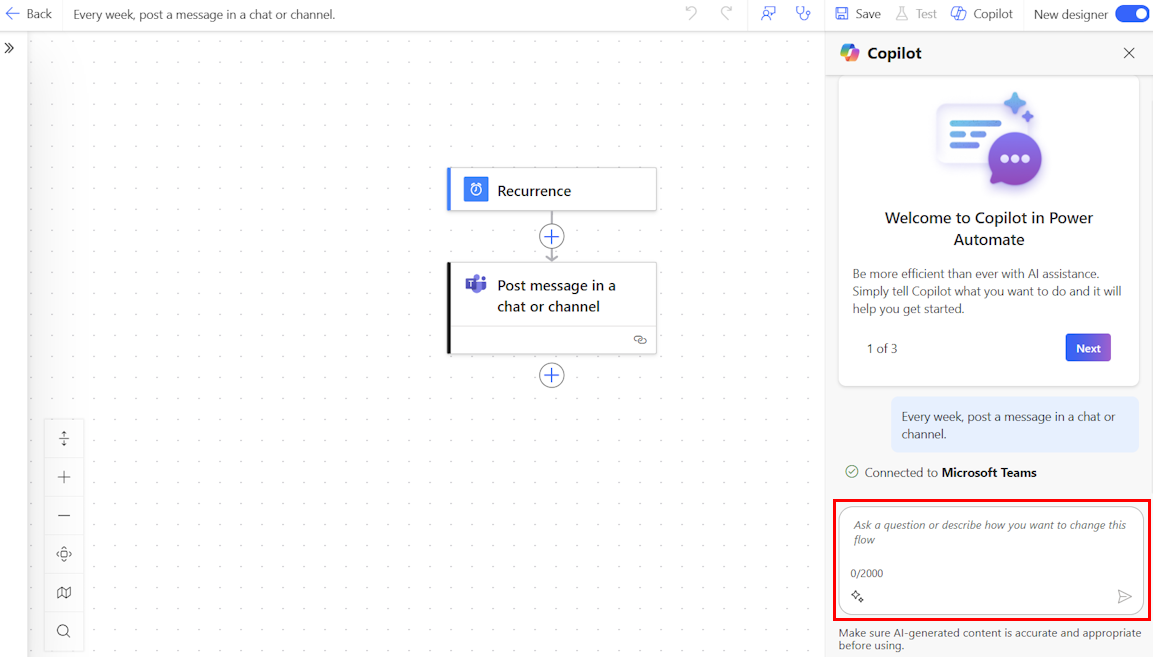 Back
Every week, post a message in a chat or channel.
Save
Test
Copilot
New designer
Copilot
Recurrence
Post message in a
chat or channel
Welcome to Copilot in Power
Automate
Be more efficient than ever with AI assistance.
Simply tell Copilot what you want to do and it will
help you get started.
1 of 3
Next
Every week, post a message in a chat or
channel.
Connected to Microsoft Teams
Ask a question or describe how you want to change this
flow
0/2000
Make sure AI-generated content is accurate and appropriate
before using.